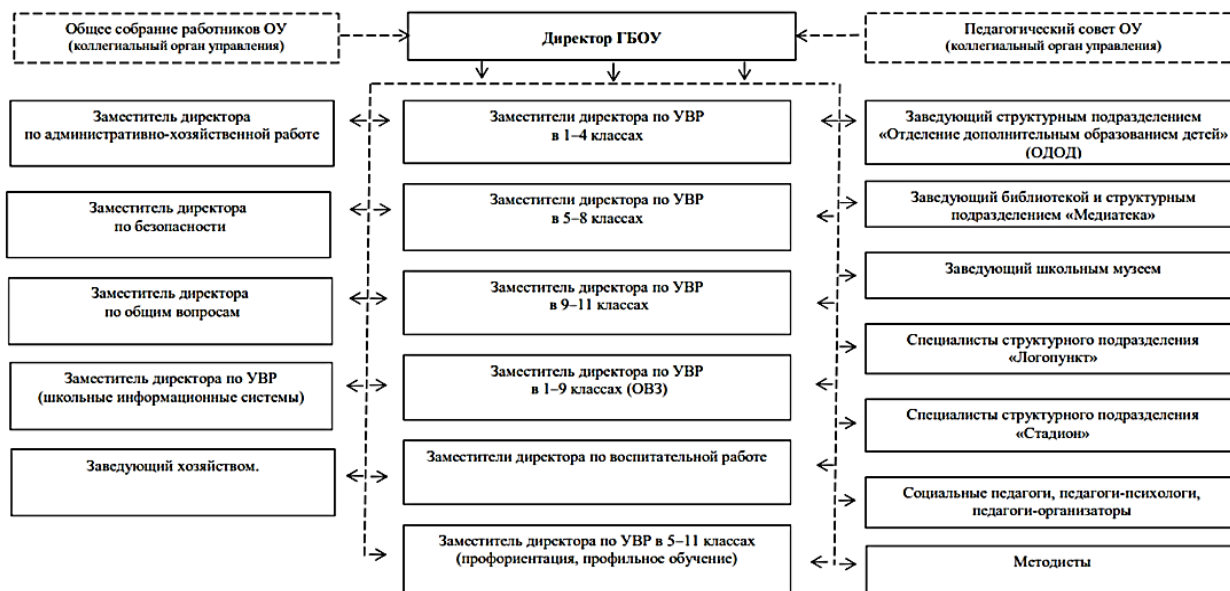 Общее собрание работников ОУ
(коллегиальный орган управления)
Директор ГБОУ
Педагогический совет ОУ
(коллегиальный орган управления)
Заместитель директора
по административно-хозяйственной работе
Заместитель директора
по безопасности
Заместитель директора
по общим вопросам
Заместитель директора по УВР
(школьные информационные системы)
Заведующий хозяйством.
Заместители директора по УВР
в 1–4 классах
Заместители директора по УВР
в 5–8 классах
Заместитель директора по УВР
в 9–11 классах
Заместитель директора по УВР
в 1–9 классах (ОВЗ)
Заместители директора по воспитательной работе
Заместитель директора по УВР в 5–11 классах
(профориентация, профильное обучение)
Заведующий структурным подразделением
«Отделение дополнительным образованием детей»
(ОДОД)
Заведующий библиотекой и структурным
подразделением «Медиатека»
Заведующий школьным музеем
Специалисты структурного подразделения
«Логопункт»
Специалисты структурного подразделения
«Стадион»
Социальные педагоги, педагоги-психологи,
педагоги-организаторы
Методисты